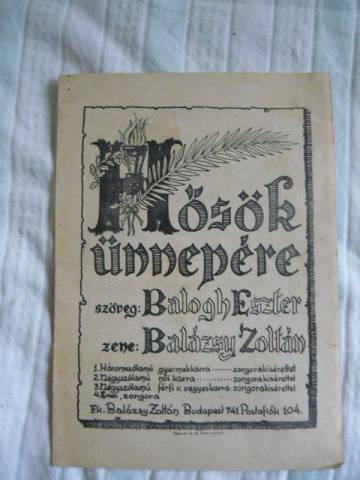 Hősök
ünnepére
szöveg: Balogh Eszter
zene: Balázsy Zoltán
1. Háromszólamú gyermekkarra ....... zongorakísérettel
2. Négyszólamú női karra ........ zongorakísérettel
3. Négyszólamú férfi v. vegyeskarra zongorakísérettel
4. Ének, zongora
Fk. Balázsy Zoltán Budapest 741 Postafiók 104.